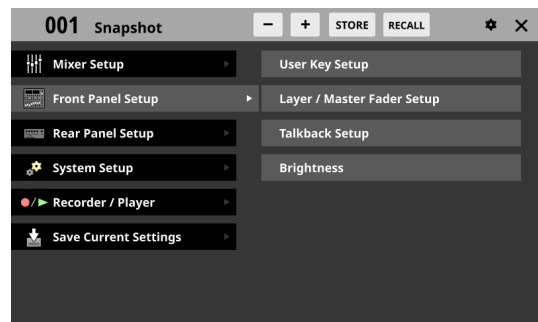 001 Snapshot - + STORE RECALL
Mixer Setup
Front Panel Setup
Rear Panel Setup
System Setup
Recorder / Player
Save Current Settings
User Key Setup
Layer / Master Fader Setup
Talkback Setup
Brightness